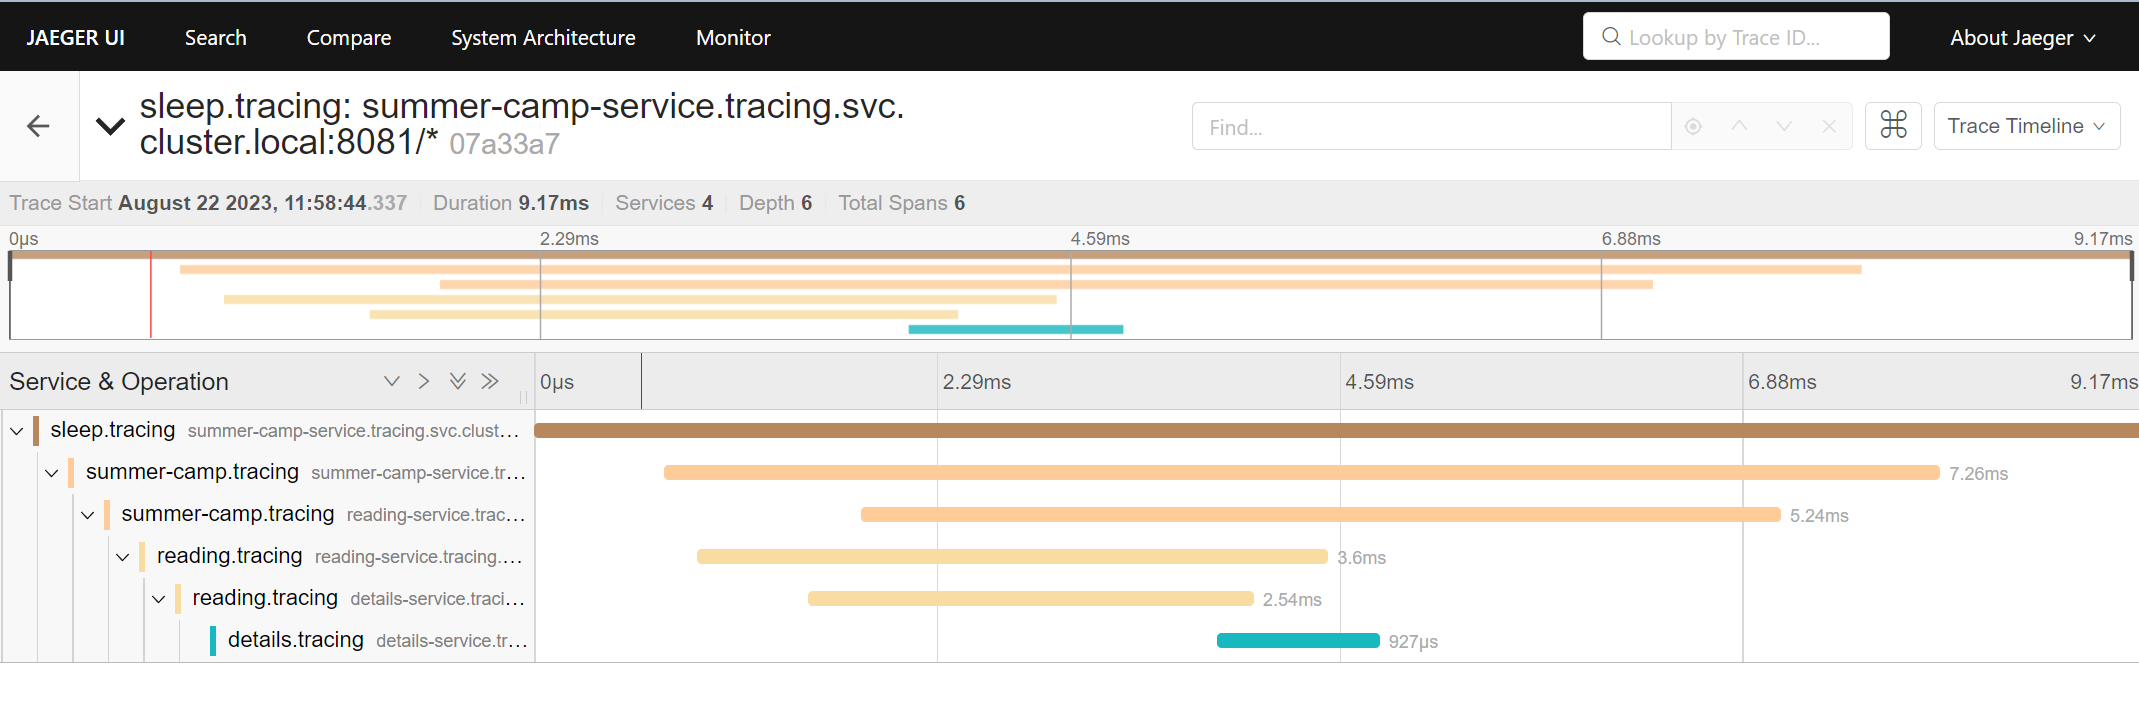 JAEGER UI Search Compare System Architecture Monitor Lookup by Trace ID... About Jaeger
sleep.tracing: summer-camp-service.tracing.svc.
cluster.local:8081/* 07a33a7
Find...
Trace Timeline
Trace Start August 22 2023, 11:58:44.337 Duration 9.17ms Services 4 Depth 6 Total Spans 6
0μs 2.29ms 4.59ms 6.88ms 9.17ms
Service & Operation 0μs 2.29ms 4.59ms 6.88ms 9.17ms
sleep.tracing summer-camp-service.tracing.svc.clust...
summer-camp.tracing summer-camp-service.tr... 7.26ms
summer-camp.tracing reading-service.trac... 5.24ms
reading.tracing reading-service.tracing.... 3.6ms
reading.tracing details-service.traci... 2.54ms
details.tracing details-service.tr... 927μs